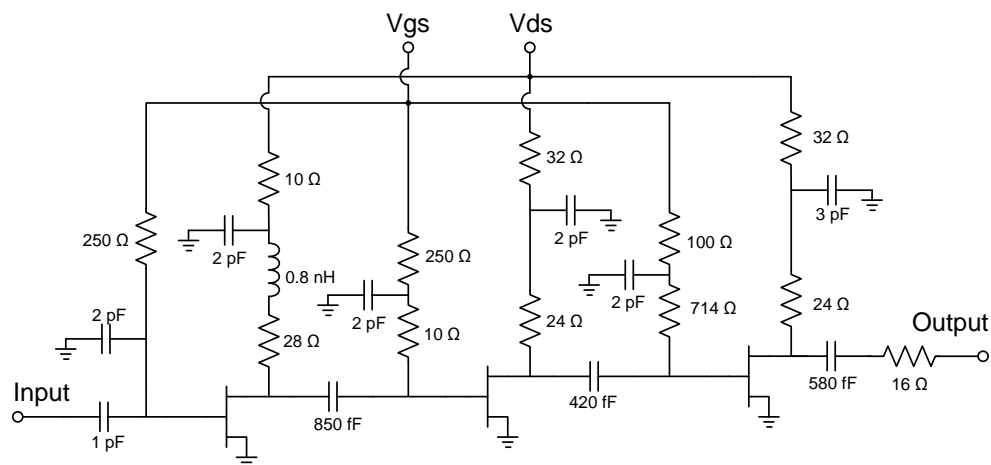 Vgs
Vds
32 Ω
32 Ω
10 Ω
3 pF
250 Ω
2 pF
2 pF
250 Ω
100 Ω
0.8 nH
2 pF
2 pF
714 Ω
24 Ω
2 pF
28 Ω
10 Ω
24 Ω
Output
580 fF
16 Ω
Input
850 fF
420 fF
1 pF